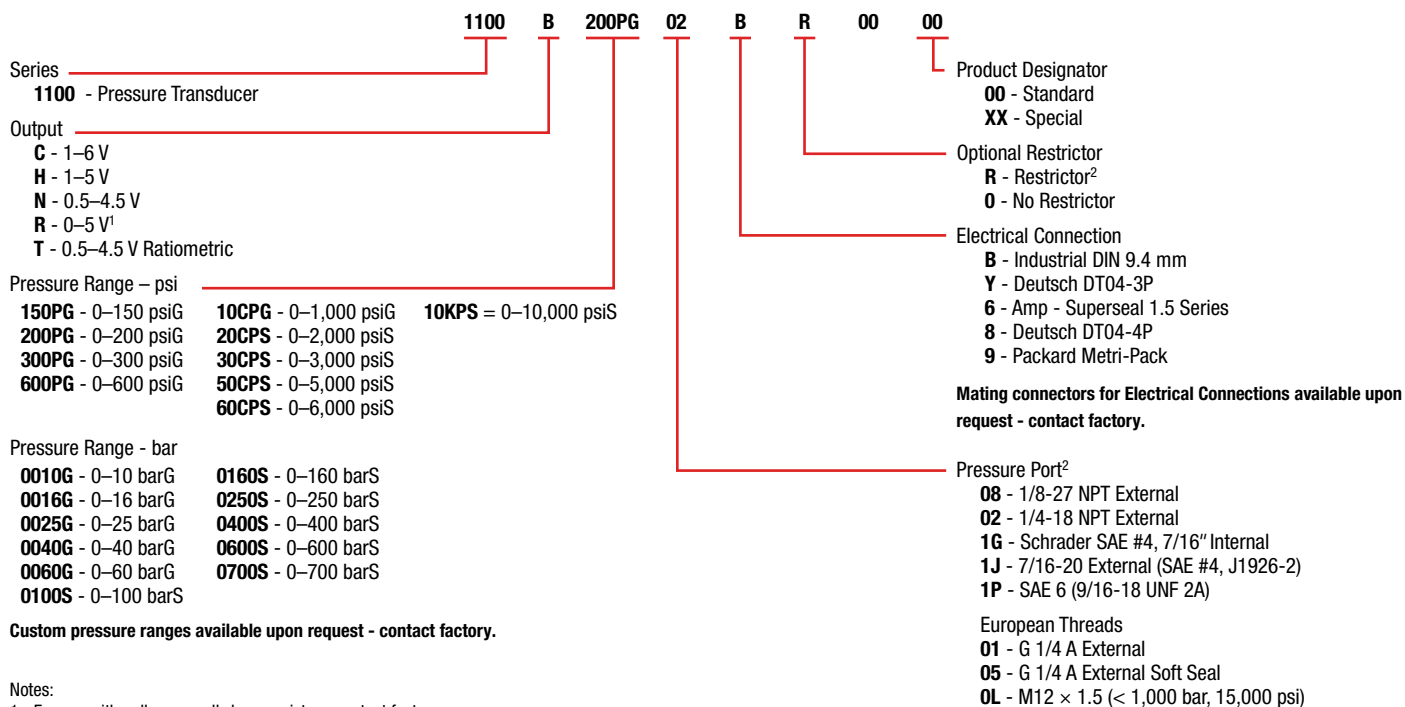 1100 B 200PG 02 B R 00 00
Series
1100 - Pressure Transducer
Output
C - 1–6 V
H - 1–5 V
N - 0.5–4.5 V
R - 0–5 V¹
T - 0.5–4.5 V Ratiometric
Pressure Range – psi
150PG - 0–150 psiG
200PG - 0–200 psiG
300PG - 0–300 psiG
600PG - 0–600 psiG
10CPG - 0–1,000 psiG
20CPS - 0–2,000 psiS
30CPS - 0–3,000 psiS
50CPS - 0–5,000 psiS
60CPS - 0–6,000 psiS
10KPS = 0–10,000 psiS
Pressure Range - bar
0010G - 0–10 barG
0016G - 0–16 barG
0025G - 0–25 barG
0040G - 0–40 barG
0060G - 0–60 barG
0100S - 0–100 barS
0160S - 0–160 barS
0250S - 0–250 barS
0400S - 0–400 barS
0600S - 0–600 barS
0700S - 0–700 barS
Custom pressure ranges available upon request - contact factory.
Notes:
Product Designator
00 - Standard
XX - Special
Optional Restrictor
R - Restrictor²
0 - No Restrictor
Electrical Connection
B - Industrial DIN 9.4 mm
Y - Deutsch DT04-3P
6 - Amp - Superseal 1.5 Series
8 - Deutsch DT04-4P
9 - Packard Metri-Pack
Mating connectors for Electrical Connections available upon
request - contact factory.
Pressure Port²
08 - 1/8-27 NPT External
02 - 1/4-18 NPT External
1G - Schrader SAE #4, 7/16″ Internal
1J - 7/16-20 External (SAE #4, J1926-2)
1P - SAE 6 (9/16-18 UNF 2A)
European Threads
01 - G 1/4 A External
05 - G 1/4 A External Soft Seal
0L - M12 × 1.5 (< 1,000 bar, 15,000 psi)